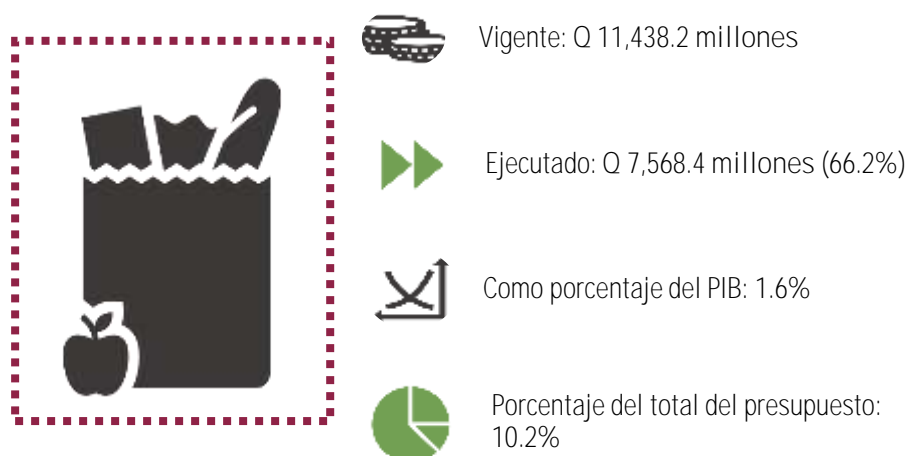 Vigente: Q 11,438.2 millones
Ejecutado: Q 7,568.4 millones (66.2%)
Como porcentaje del PIB: 1.6%
Porcentaje del total del presupuesto:
10.2%